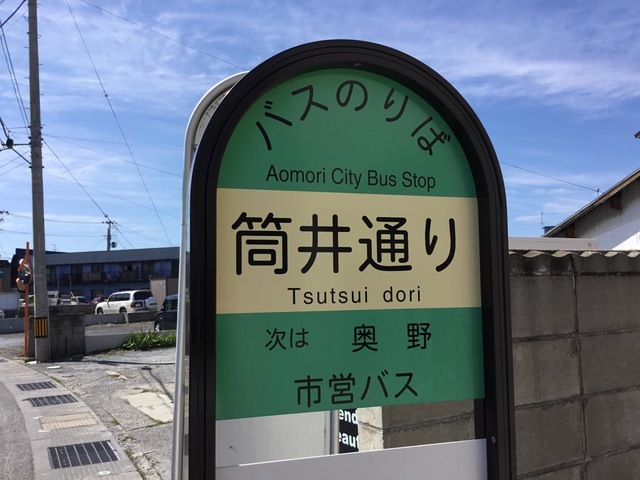 バスのりば
Aomori City Bus Stop
筒井通り
Tsutsui dori
次は 奥野
市営バス